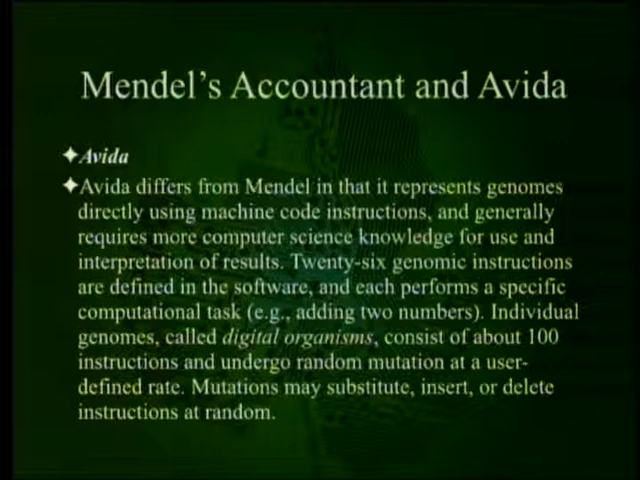 Mendel's Accountant and Avida
Avida
Avida differs from Mendel in that it represents genomes
directly using machine code instructions, and generally
requires more computer science knowledge for use and
interpretation of results. Twenty-six genomic instructions
are defined in the software, and each performs a specific
computational task (e.g., adding two numbers). Individual
genomes, called digital organisms, consist of about 100
instructions and undergo random mutation at a user-
defined rate. Mutations may substitute, insert, or delete
instructions at random.